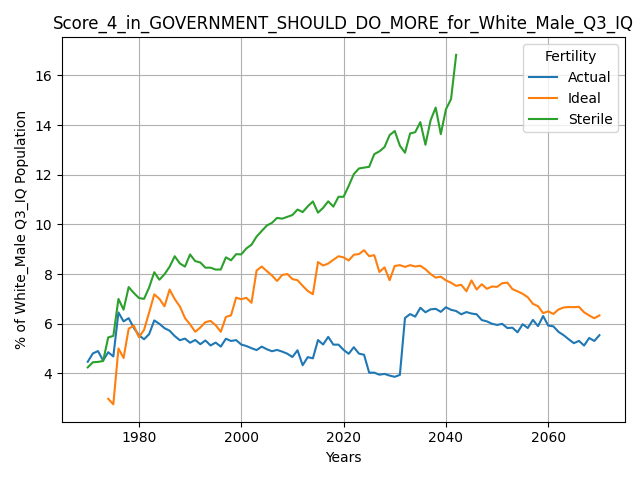 Score_4_in_GOVERNMENT_SHOULD_DO_MORE_for_White_Male_Q3_IQ
% of White_Male Q3_IQ Population
16
14
12
10
8
6
4
Fertility
Actual
Ideal
Sterile
1980
2000
2020
2040
2060
Years